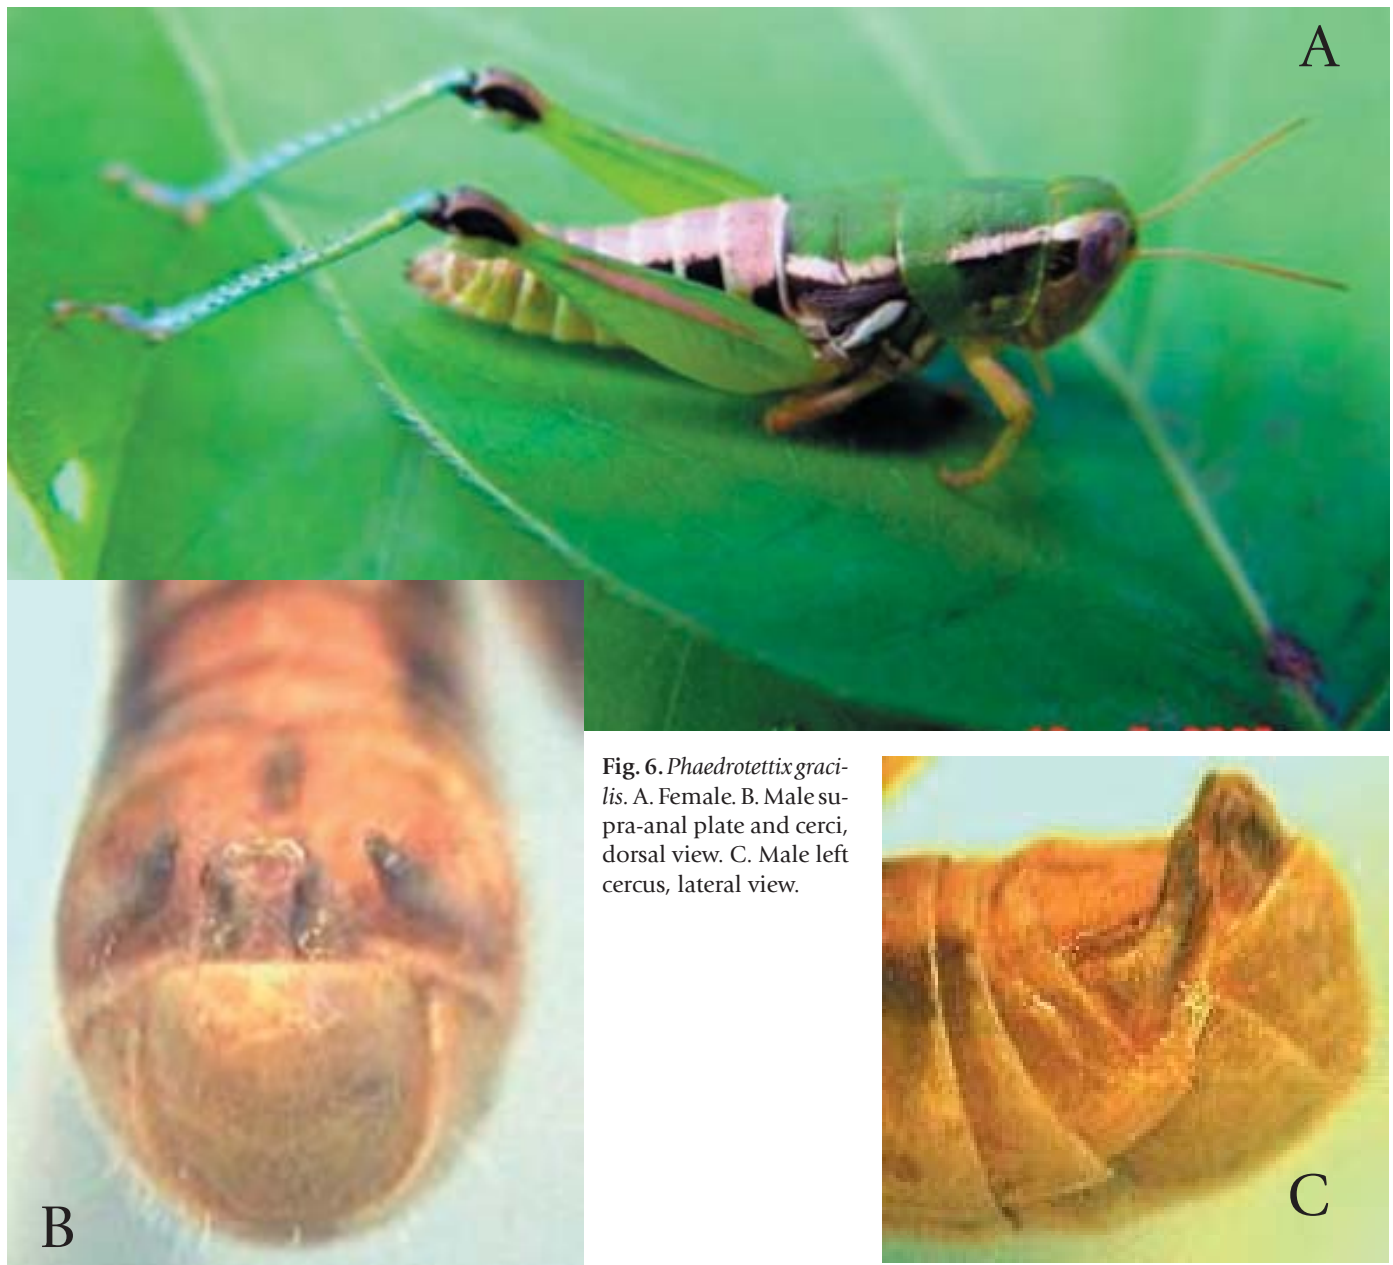 A
Fig. 6. Phaedrotettix graci-
lis. A. Female. B. Male su-
pra-anal plate and cerci,
dorsal view. C. Male left
cercus, lateral view.
B
C